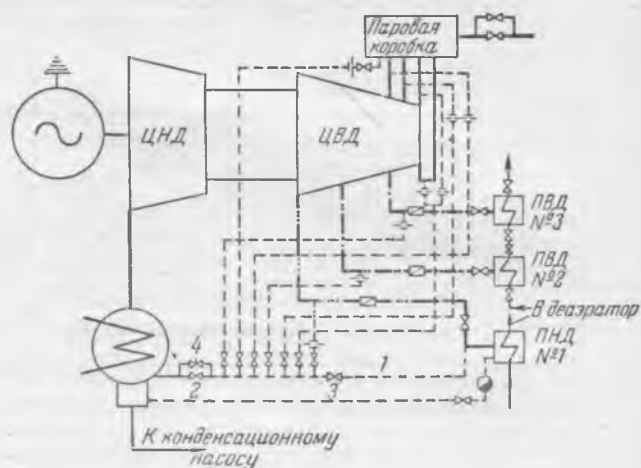 Паровая
коробка
ЦНД
ЦВД
ПВД
№3
ПВД
№2
В деаэратор
ПНД
№1
4
1
2
3
К конденсационному
насосу